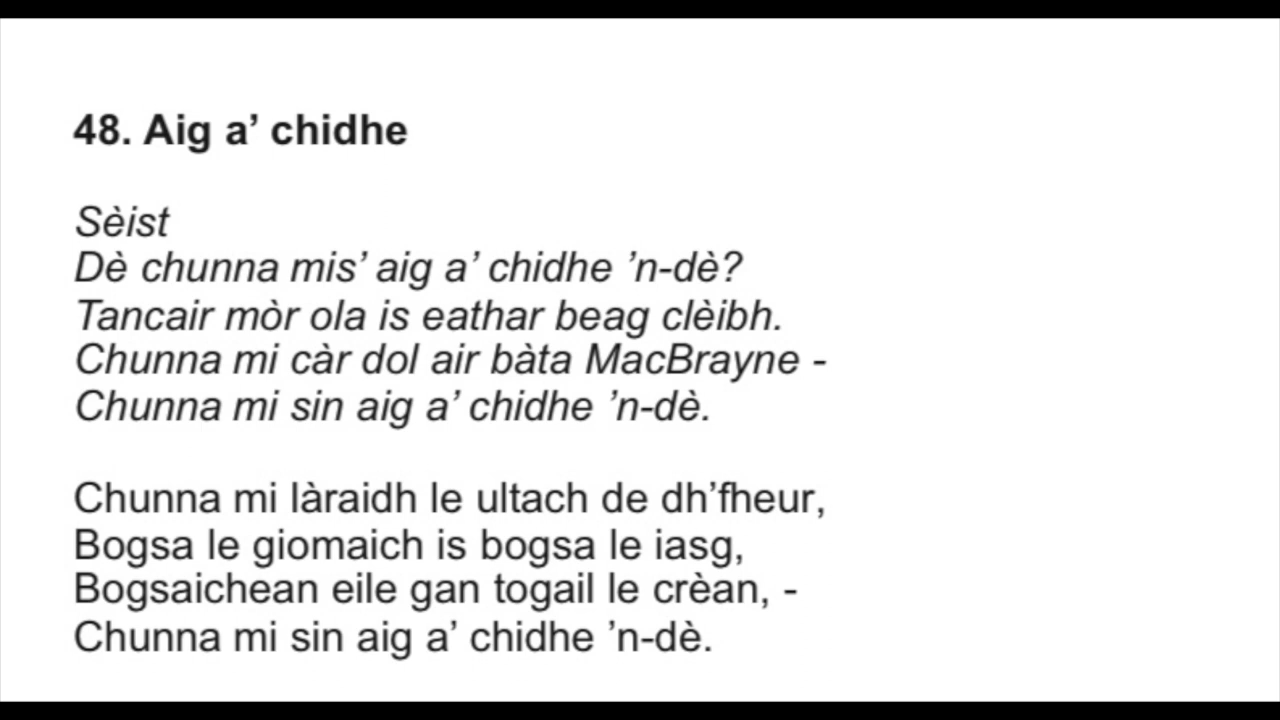 48. Aig a’ chidhe
Sèist
Dè chunna mis’ aig a’ chidhe ’n-dè?
Tancair mòr ola is eathar beag clèibh.
Chunna mi càr dol air bàta MacBrayne -
Chunna mi sin aig a’ chidhe ’n-dè.
Chunna mi làraidh le ultach de dh’fheur,
Bogsa le giomaich is bogsa le iasg,
Bogsaichean eile gan togail le crèan, -
Chunna mi sin aig a’ chidhe ’n-dè.